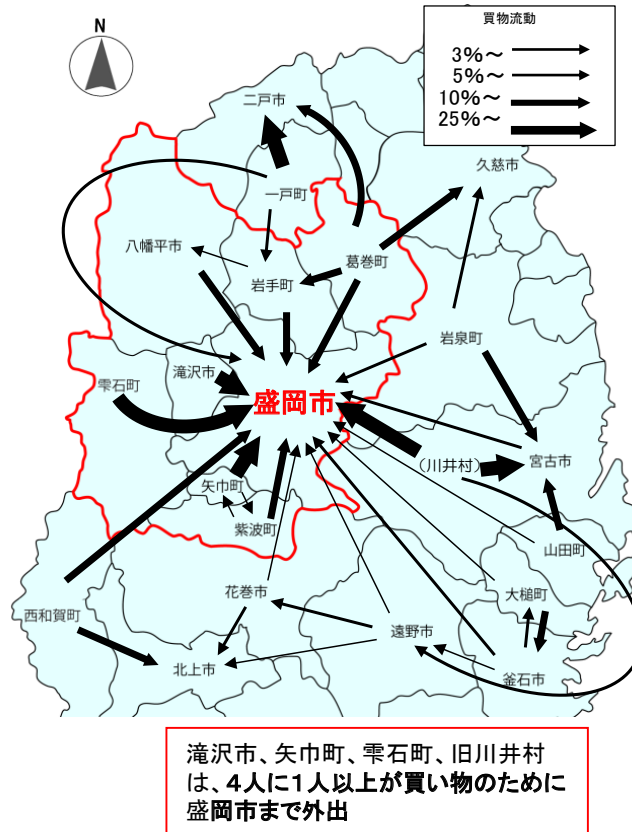 N
買物流動
3%～
5%～
10%～
25%～
二戸市
久慈市
一戸町
八幡平市
葛巻町
岩手町
岩泉町
滝沢市
雫石町
盛岡市
（川井村）
宮古市
矢巾町
紫波町
山田町
花巻市
大槌町
西和賀町
遠野市
北上市
釜石市
滝沢市、矢巾町、雫石町、旧川井村
は、4人に1人以上が買い物のために
盛岡市まで外出